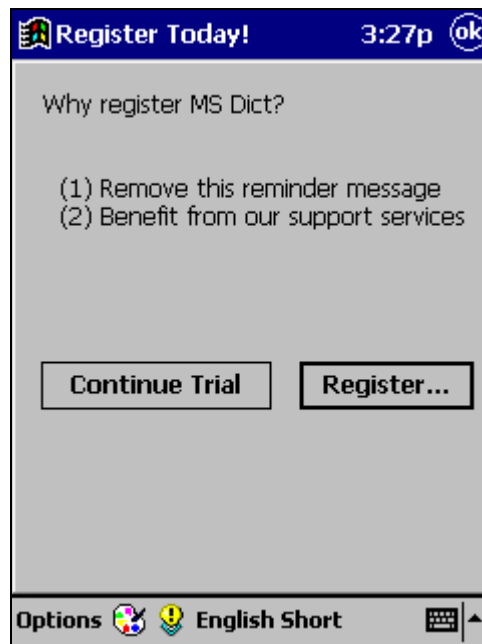 Register Today! 3:27p ok
Why register MS Dict?
(1) Remove this reminder message
(2) Benefit from our support services
Continue Trial Register...
Options English Short